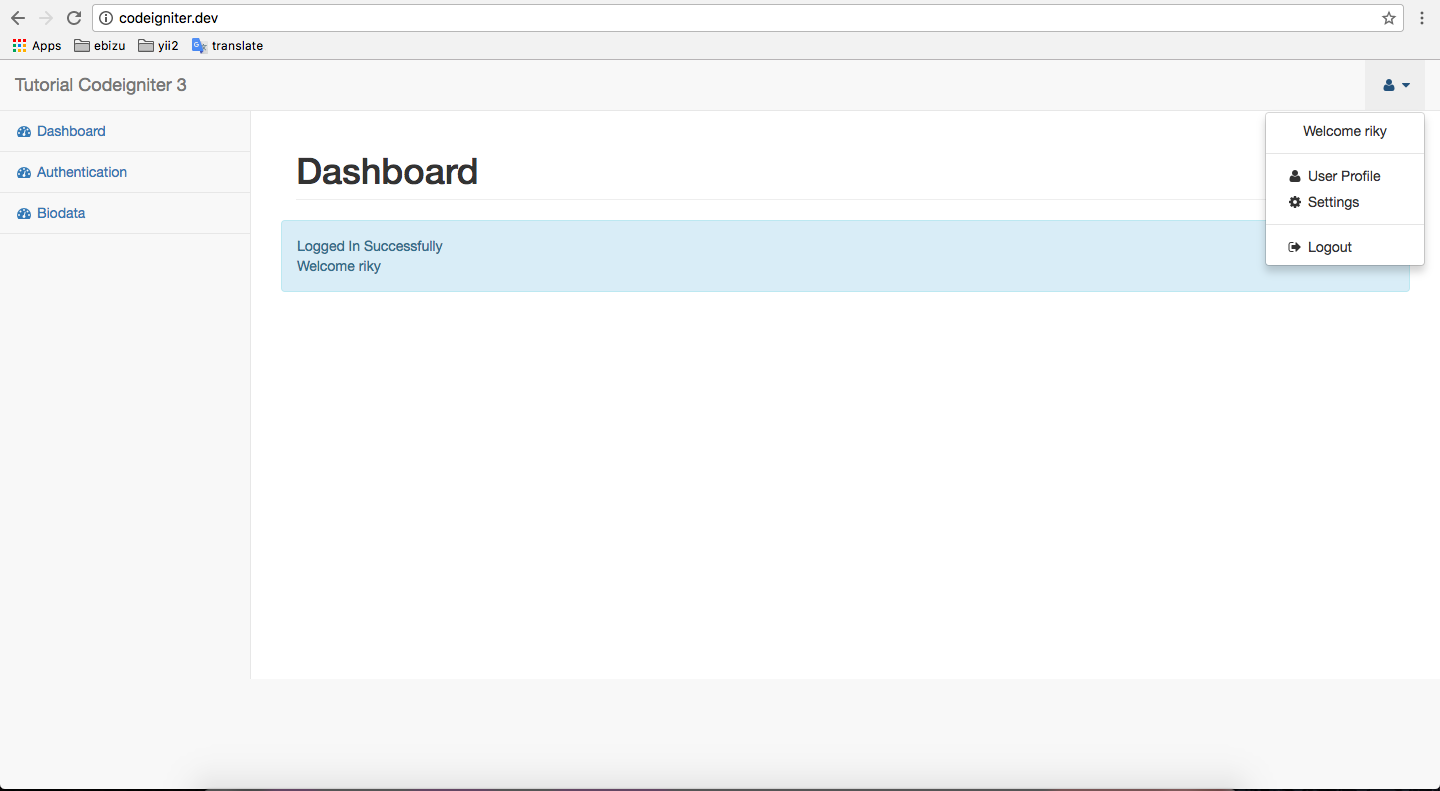 codeigniter.dev
Apps ebizu yii2 translate
Tutorial Codeigniter 3
Dashboard
Authentication
Biodata
Dashboard
Logged In Successfully
Welcome riky
Welcome riky
User Profile
Settings
Logout